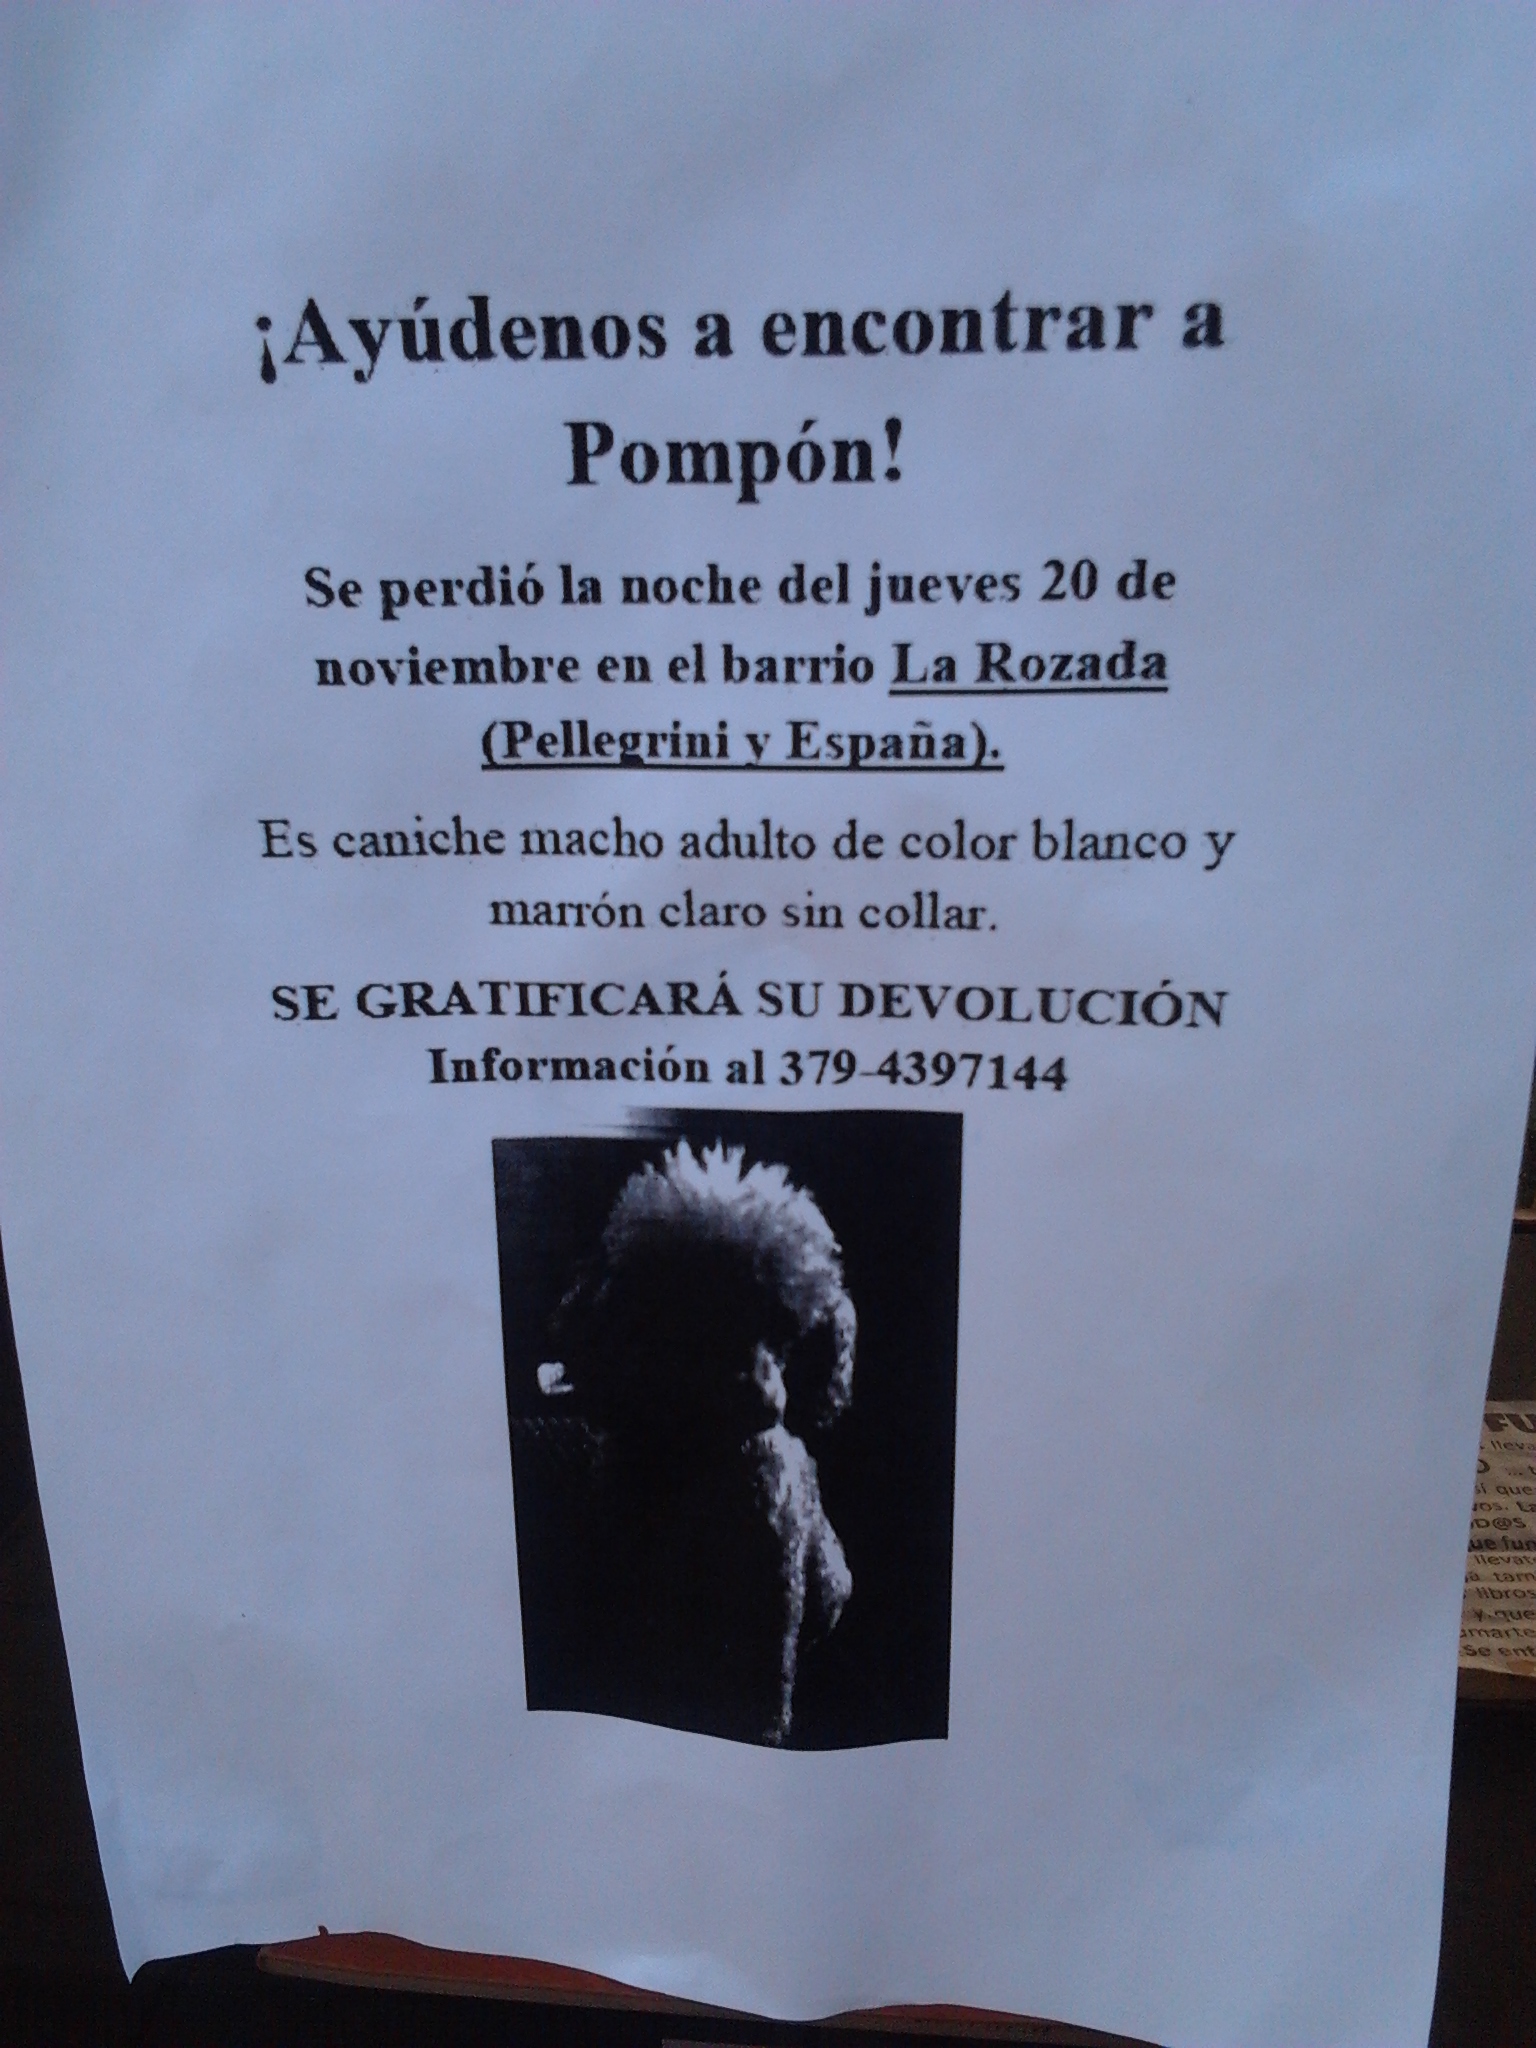 ¡Ayúdenos a encontrar a
Pompón!
Se perdió la noche del jueves 20 de
noviembre en el barrio La Rozada
(Pellegrini y España).
Es caniche macho adulto de color blanco y
marrón claro sin collar.
SE GRATIFICARÁ SU DEVOLUCIÓN
Información al 379-4397144
FU